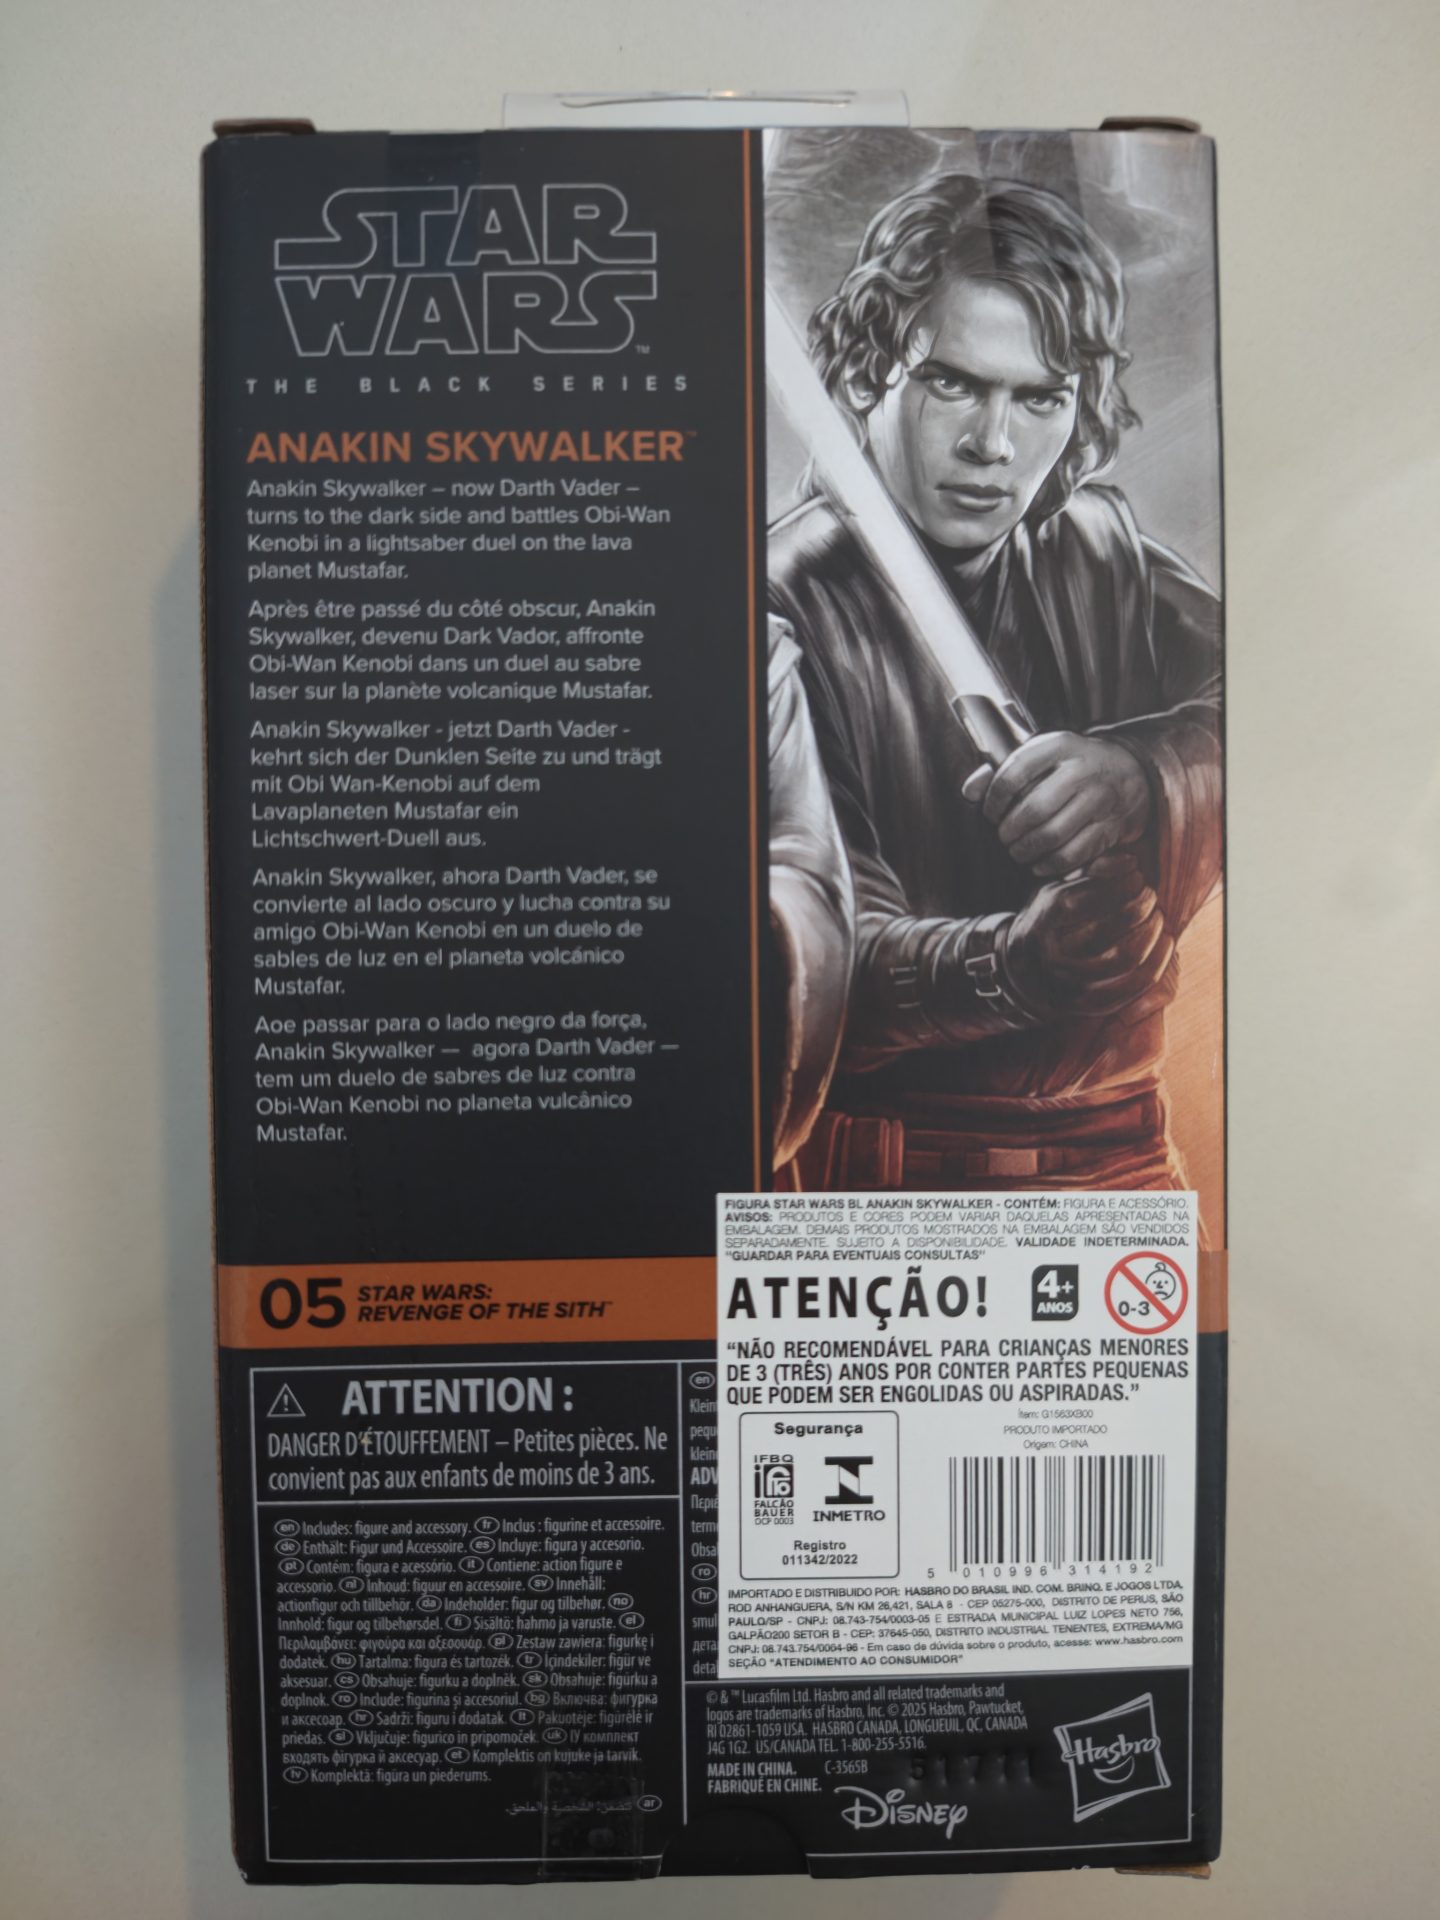 STAR
WARS™
THE BLACK SERIES
ANAKIN SKYWALKER™
Anakin Skywalker – now Darth Vader –
turns to the dark side and battles Obi-Wan
Kenobi in a lightsaber duel on the lava
planet Mustafar.
Après être passé du côté obscur, Anakin
Skywalker, devenu Dark Vador, affronte
Obi-Wan Kenobi dans un duel au sabre
laser sur la planète volcanique Mustafar.
Anakin Skywalker - jetzt Darth Vader -
kehrt sich der Dunklen Seite zu und trägt
mit Obi Wan-Kenobi auf dem
Lavaplaneten Mustafar ein
Lichtschwert-Duell aus.
Anakin Skywalker, ahora Darth Vader, se
convierte al lado oscuro y lucha contra su
amigo Obi-Wan Kenobi en un duelo de
sables de luz en el planeta volcánico
Mustafar.
Aoe passar para o lado negro da força,
Anakin Skywalker — agora Darth Vader —
tem um duelo de sabres de luz contra
Obi-Wan Kenobi no planeta vulcânico
Mustafar.
05 STAR WARS:
REVENGE OF THE SITH™
ATTENTION :
DANGER D'ÉTOUFFEMENT – Petites pièces. Ne
convient pas aux enfants de moins de 3 ans.
en Includes: figure and accessory. fr Inclus : figurine et accessoire.
de Enthält: Figur und Accessoire. es Incluye: figura y accesorio.
pt Contém: figura e acessório. it Contiene: action figure e
accessorio. nl Inhoud: figuur en accessoire. sv Innehåll:
actionfigur och tillbehör. da Indeholder: figur og tilbehør. no
Innhold: figur og tilbehørsdel. fi Sisältö: hahmo ja varuste. el
Περιλαμβάνει: φιγούρα και αξεσουάρ. pl Zestaw zawiera: figurkę i
dodatek. hu Tartalma: figura és tartozék. tr İçindekiler: figür ve
aksesuar. cs Obsahuje: figurku a doplněk. sk Obsahuje: figúrku a
doplnok. ro Include: figurina și accesoriul. bg Включва: фигурка
и аксесоар. hr Sadrži: figuru i dodatak. lt Pakuotėje: figūrėlė ir
priedas. sl Vključuje: figurico in pripomoček. uk ІУ комплект
входять фігурка й аксесуар. et Komplektis on kujuke ja tarvik.
lv Komplektā: figūra un piederums.
ar تتضمن: الشخصية والملحق.
en
Klein
pequ
klein
ADV
Περιέ
term
Obsa
ro
hr
smul
дета
detal
FIGURA STAR WARS BL ANAKIN SKYWALKER - CONTÉM: FIGURA E ACESSÓRIO.
AVISOS: PRODUTOS E CORES PODEM VARIAR DAQUELAS APRESENTADAS NA
EMBALAGEM. DEMAIS PRODUTOS MOSTRADOS NA EMBALAGEM SÃO VENDIDOS
SEPARADAMENTE. SUJEITO A DISPONIBILIDADE. VALIDADE INDETERMINADA.
"GUARDAR PARA EVENTUAIS CONSULTAS"
ATENÇÃO!
4+
ANOS
0-3
"NÃO RECOMENDÁVEL PARA CRIANÇAS MENORES
DE 3 (TRÊS) ANOS POR CONTER PARTES PEQUENAS
QUE PODEM SER ENGOLIDAS OU ASPIRADAS."
Segurança
IFBQ
FALCÃO
BAUER
OCP 0003
INMETRO
Registro
011342/2022
Item: G1563XB00
PRODUTO IMPORTADO
Origem: CHINA
5 010996 314192
IMPORTADO E DISTRIBUIDO POR: HASBRO DO BRASIL IND. COM. BRINQ. E JOGOS LTDA.
ROD ANHANGUERA, S/N KM 26,421, SALA 8 - CEP 05275-000, DISTRITO DE PERUS, SÃO
PAULO/SP - CNPJ: 08.743-754/0003-05 E ESTRADA MUNICIPAL LUIZ LOPES NETO 756,
GALPÃO200 SETOR B - CEP: 37645-050, DISTRITO INDUSTRIAL TENENTES, EXTREMA/MG
CNPJ: 08.743.754/0064-96 - Em caso de dúvida sobre o produto, acesse: www.hasbro.com
SEÇÃO "ATENDIMENTO AO CONSUMIDOR"
© & ™ Lucasfilm Ltd. Hasbro and all related trademarks and
logos are trademarks of Hasbro, Inc. © 2025 Hasbro, Pawtucket,
RI 02861-1059 USA. HASBRO CANADA, LONGUEUIL, QC, CANADA
J4G 1G2. US/CANADA TEL. 1-800-255-5516.
MADE IN CHINA. C-3565B
FABRIQUÉ EN CHINE.
51711
Disney
Hasbro